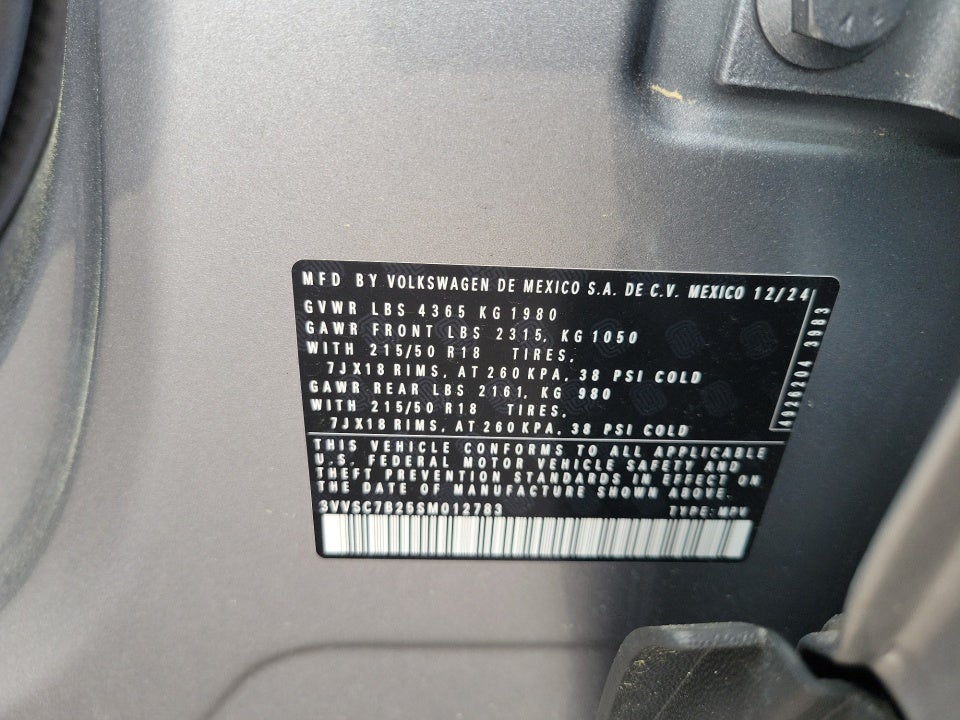 MFD BY VOLKSWAGEN DE MEXICO S.A. DE C.V. MEXICO 12/24
GVWR LBS 4365 KG 1980
GAWR FRONT LBS 2315, KG 1050
WITH 215/50 R18 TIRES,
7JX18 RIMS, AT 260 KPA, 38 PSI COLD
GAWR REAR LBS 2161, KG 980
WITH 215/50 R18 TIRES,
7JX18 RIMS, AT 260 KPA, 38 PSI COLD
4926204 3983
THIS VEHICLE CONFORMS TO ALL APPLICABLE
U.S. FEDERAL MOTOR VEHICLE SAFETY AND
THEFT PREVENTION STANDARDS IN EFFECT ON
THE DATE OF MANUFACTURE SHOWN ABOVE.
3VVSC7B25SM012783 TYPE: MPV